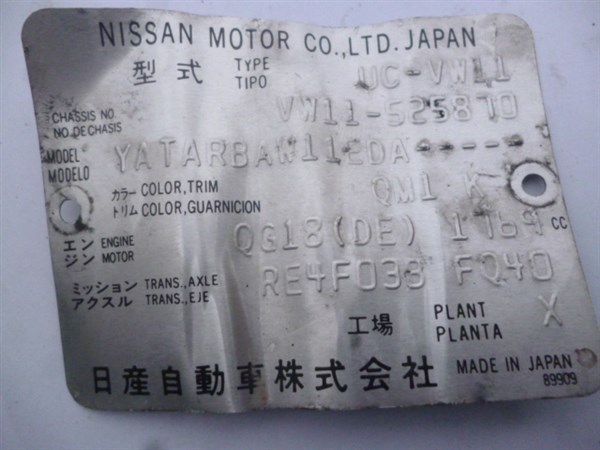 NISSAN MOTOR CO.,LTD. JAPAN
型式 TYPE TIPO UC-VW11
CHASSIS NO. NO. DE CHASIS VW11-525870
MODEL MODELO YATARBAW11EDA-----
カラー COLOR, TRIM QM1 K
トリム COLOR, GUARNICION
エンジン ENGINE MOTOR QG18(DE) 1769 cc
ミッション TRANS., AXLE RE4F03B FQ40
アクスル TRANS., EJE
工場 PLANT PLANTA X
日産自動車株式会社 MADE IN JAPAN
89909